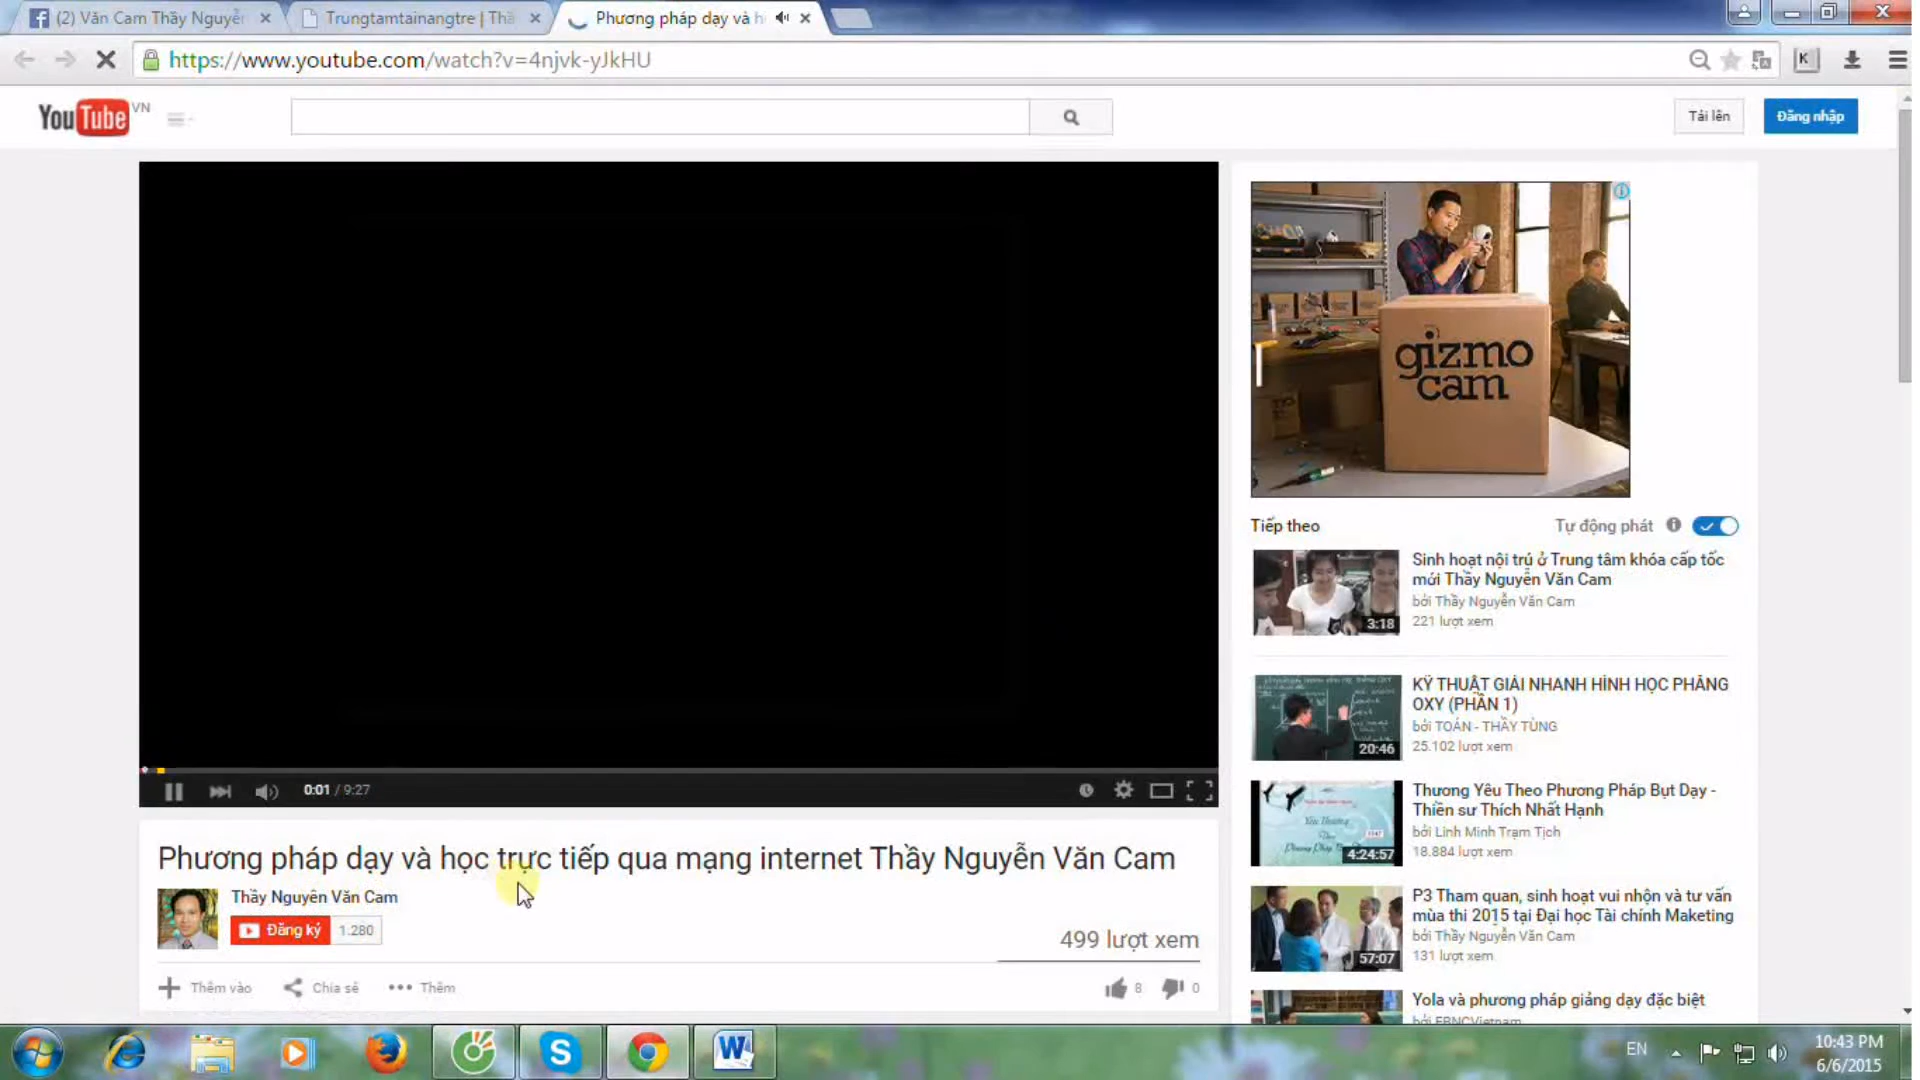 (2) Văn Cam Thầy Nguyễn
Trungtamtainangtre | Thầ
Phương pháp dạy và h
https://www.youtube.com/watch?v=4njvk-yJkHU
YouTube VN
Tải lên
Đăng nhập
gizmo
cam
Tiếp theo
Tự động phát
Sinh hoạt nội trú ở Trung tâm khóa cấp tốc
mới Thầy Nguyễn Văn Cam
bởi Thầy Nguyễn Văn Cam
221 lượt xem
3:18
KỸ THUẬT GIẢI NHANH HÌNH HỌC PHẲNG
OXY (PHẦN 1)
bởi TOÁN - THẦY TÙNG
25.102 lượt xem
20:46
Thương Yêu Theo Phương Pháp Bụt Dạy -
Thiền sư Thích Nhất Hạnh
bởi Linh Minh Trạm Tịch
18.884 lượt xem
4:24:57
P3 Tham quan, sinh hoạt vui nhộn và tư vấn
mùa thi 2015 tại Đại học Tài chính Maketing
bởi Thầy Nguyễn Văn Cam
131 lượt xem
57:07
Yola và phương pháp giảng dạy đặc biệt
bởi FBNCVietnam
0:01 / 9:27
Phương pháp dạy và học trực tiếp qua mạng internet Thầy Nguyễn Văn Cam
Thầy Nguyễn Văn Cam
Đăng ký 1.280
499 lượt xem
Thêm vào
Chia sẻ
Thêm
8
0
EN
10:43 PM
6/6/2015